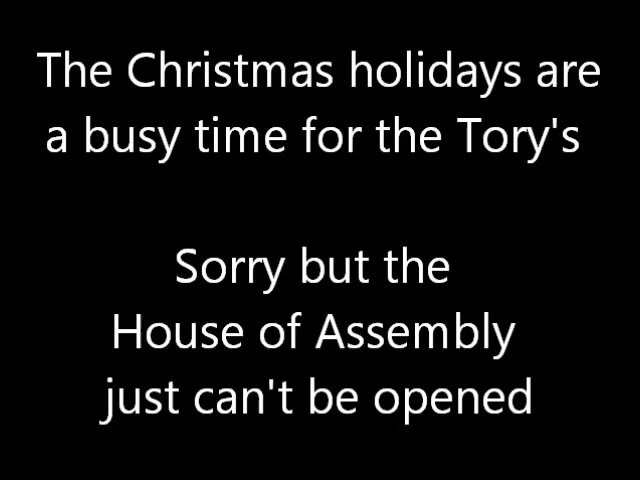 The Christmas holidays are
a busy time for the Tory's
Sorry but the
House of Assembly
just can't be opened